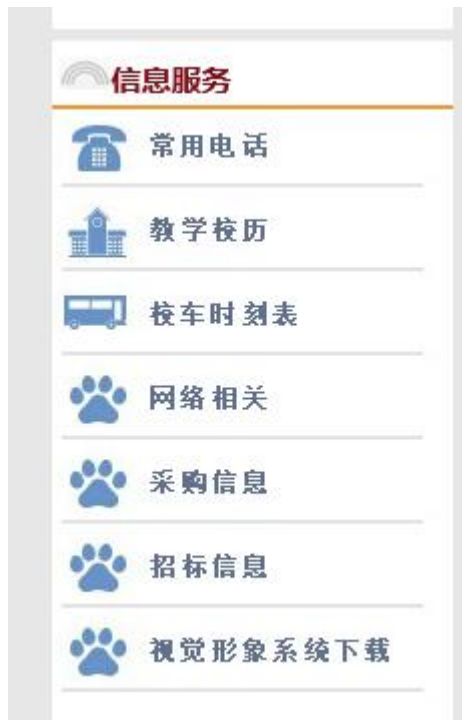 信息服务
常用电话
教学校历
校车时刻表
网络相关
采购信息
招标信息
视觉形象系统下载